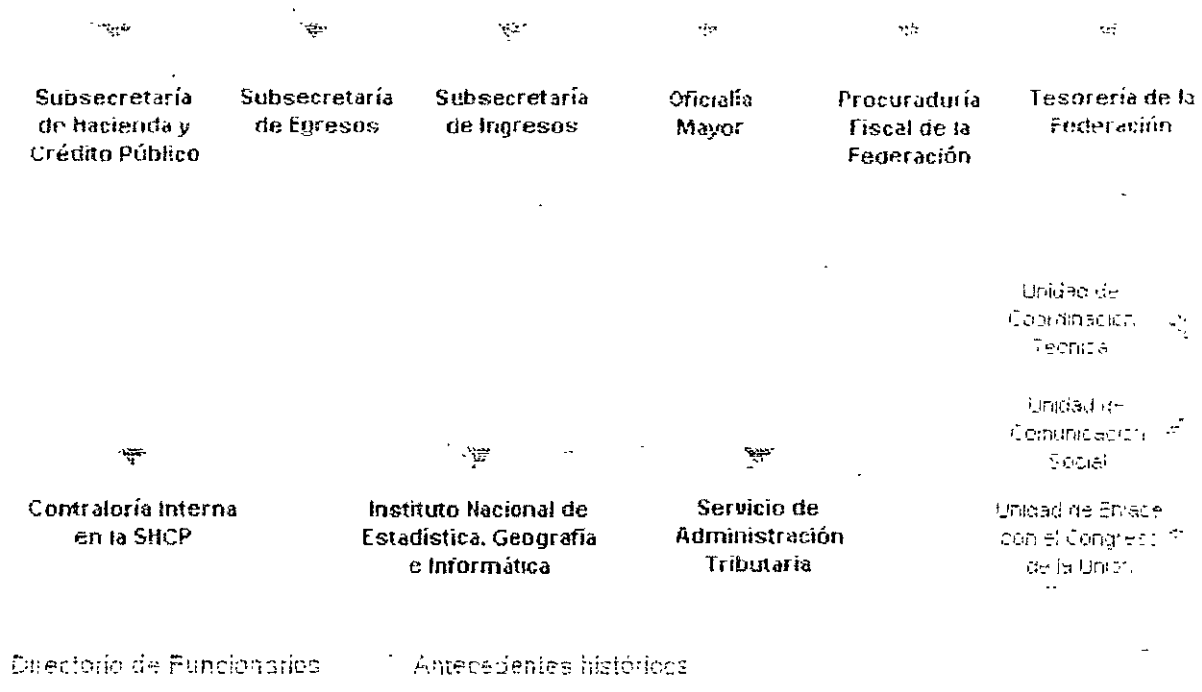 Subsecretaría
de Hacienda y
Crédito Público
Subsecretaría
de Egresos
Subsecretaría
de Ingresos
Oficialía
Mayor
Procuraduría
Fiscal de la
Federación
Tesorería de la
Federación
Unidad de
Coordinación
Técnica
Unidad de
Comunicación
Social
Contraloría Interna
en la SHCP
Instituto Nacional de
Estadística, Geografía
e Informática
Servicio de
Administración
Tributaria
Unidad de Enlace
con el Congreso
de la Unión
Directorio de Funcionarios
Antecedentes históricos